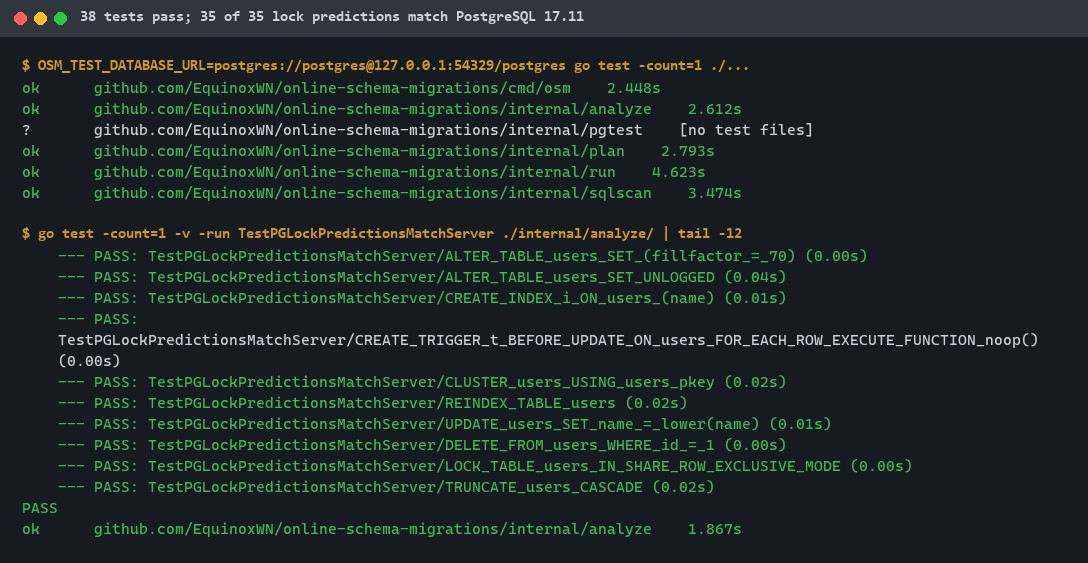 38 tests pass; 35 of 35 lock predictions match PostgreSQL 17.11
$ OSM_TEST_DATABASE_URL=postgres://postgres@127.0.0.1:54329/postgres go test -count=1 ./...
ok      github.com/EquinoxWN/online-schema-migrations/cmd/osm    2.448s
ok      github.com/EquinoxWN/online-schema-migrations/internal/analyze    2.612s
?       github.com/EquinoxWN/online-schema-migrations/internal/pgtest    [no test files]
ok      github.com/EquinoxWN/online-schema-migrations/internal/plan    2.793s
ok      github.com/EquinoxWN/online-schema-migrations/internal/run    4.623s
ok      github.com/EquinoxWN/online-schema-migrations/internal/sqlscan    3.474s
$ go test -count=1 -v -run TestPGLockPredictionsMatchServer ./internal/analyze/ | tail -12
    --- PASS: TestPGLockPredictionsMatchServer/ALTER_TABLE_users_SET_(fillfactor_=_70) (0.00s)
    --- PASS: TestPGLockPredictionsMatchServer/ALTER_TABLE_users_SET_UNLOGGED (0.04s)
    --- PASS: TestPGLockPredictionsMatchServer/CREATE_INDEX_i_ON_users_(name) (0.01s)
    --- PASS:
    TestPGLockPredictionsMatchServer/CREATE_TRIGGER_t_BEFORE_UPDATE_ON_users_FOR_EACH_ROW_EXECUTE_FUNCTION_noop()
    (0.00s)
    --- PASS: TestPGLockPredictionsMatchServer/CLUSTER_users_USING_users_pkey (0.02s)
    --- PASS: TestPGLockPredictionsMatchServer/REINDEX_TABLE_users (0.02s)
    --- PASS: TestPGLockPredictionsMatchServer/UPDATE_users_SET_name_=_lower(name) (0.01s)
    --- PASS: TestPGLockPredictionsMatchServer/DELETE_FROM_users_WHERE_id_=_1 (0.00s)
    --- PASS: TestPGLockPredictionsMatchServer/LOCK_TABLE_users_IN_SHARE_ROW_EXCLUSIVE_MODE (0.00s)
    --- PASS: TestPGLockPredictionsMatchServer/TRUNCATE_users_CASCADE (0.02s)
PASS
ok      github.com/EquinoxWN/online-schema-migrations/internal/analyze    1.867s